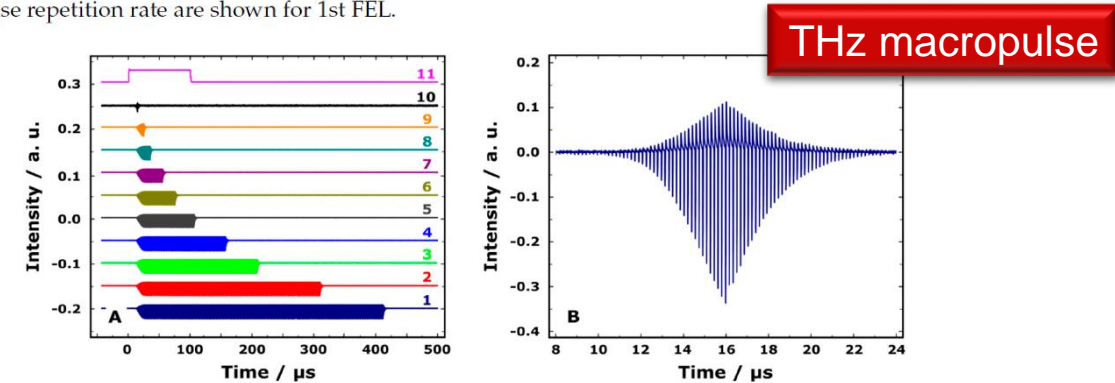 se repetition rate are shown for 1st FEL.
THz macropulse
Intensity / a. u.
0.3
0.2
0.1
0.0
-0.1
-0.2
11
10
9
8
7
6
5
4
3
2
1
A
0 100 200 300 400 500
Time / µs
Intensity / a. u.
0.2
0.1
0.0
-0.1
-0.2
-0.3
-0.4
B
8 10 12 14 16 18 20 22 24
Time / µs